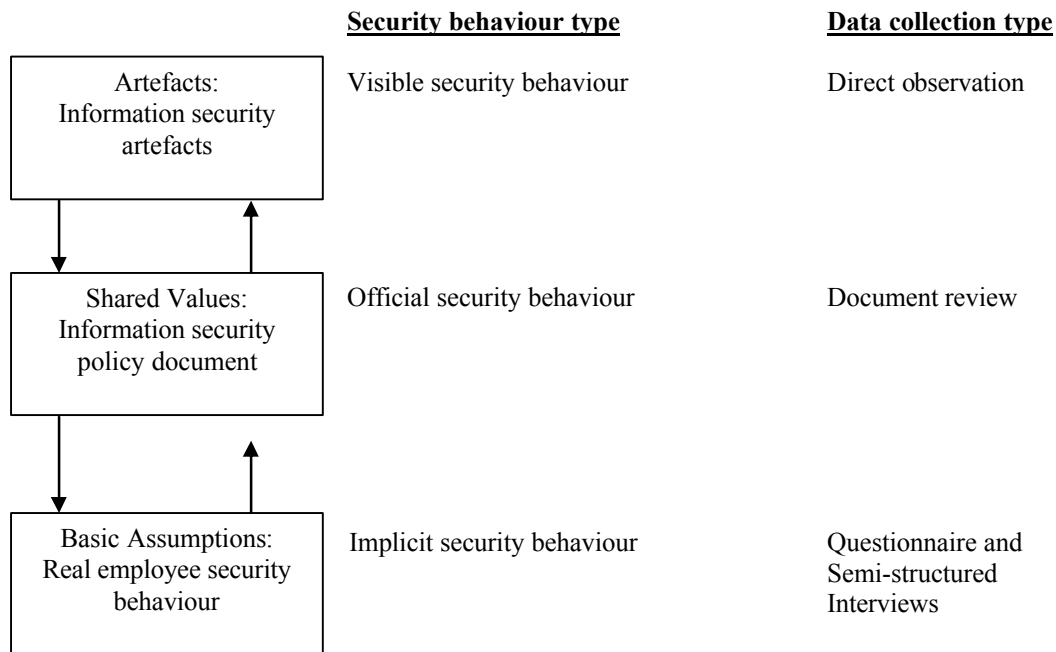 Security behaviour type
Data collection type
Artefacts:
Information security
artefacts
Visible security behaviour
Direct observation
Shared Values:
Information security
policy document
Official security behaviour
Document review
Basic Assumptions:
Real employee security
behaviour
Implicit security behaviour
Questionnaire and
Semi-structured
Interviews